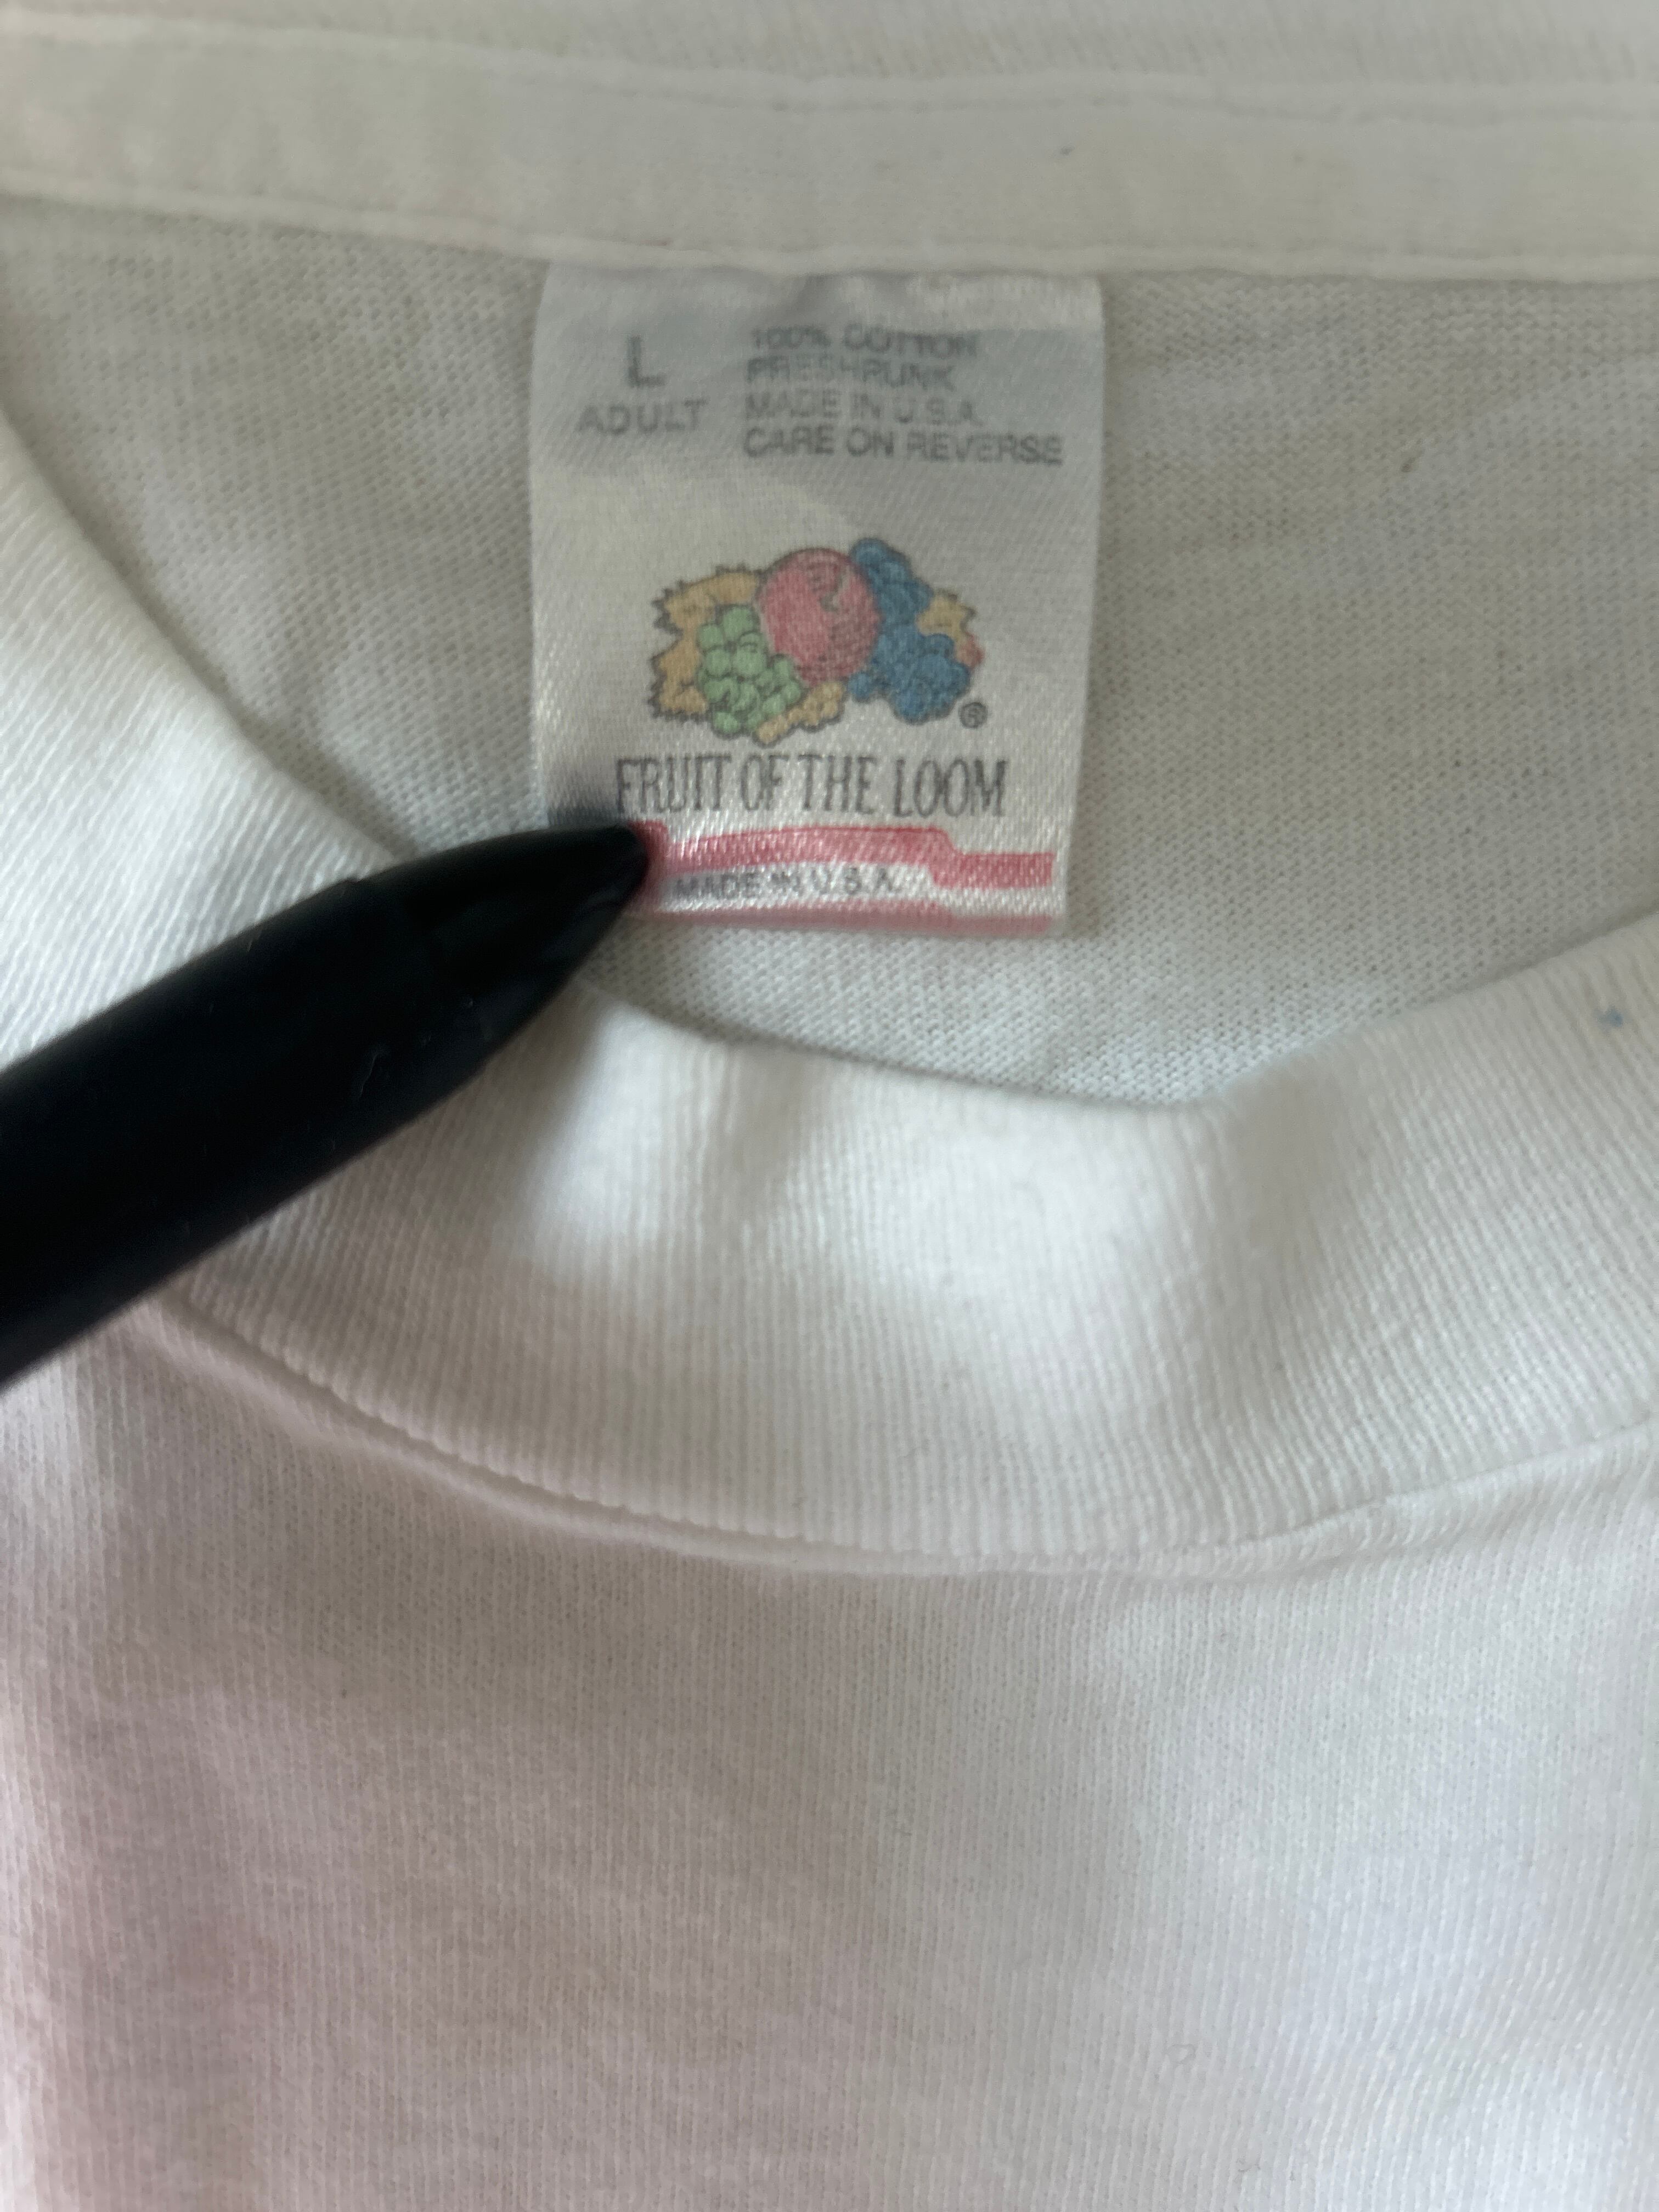 L
ADULT
100% COTTON
PRESHRUNK
MADE IN U.S.A.
CARE ON REVERSE
®
FRUIT OF THE LOOM
MADE IN U.S.A.